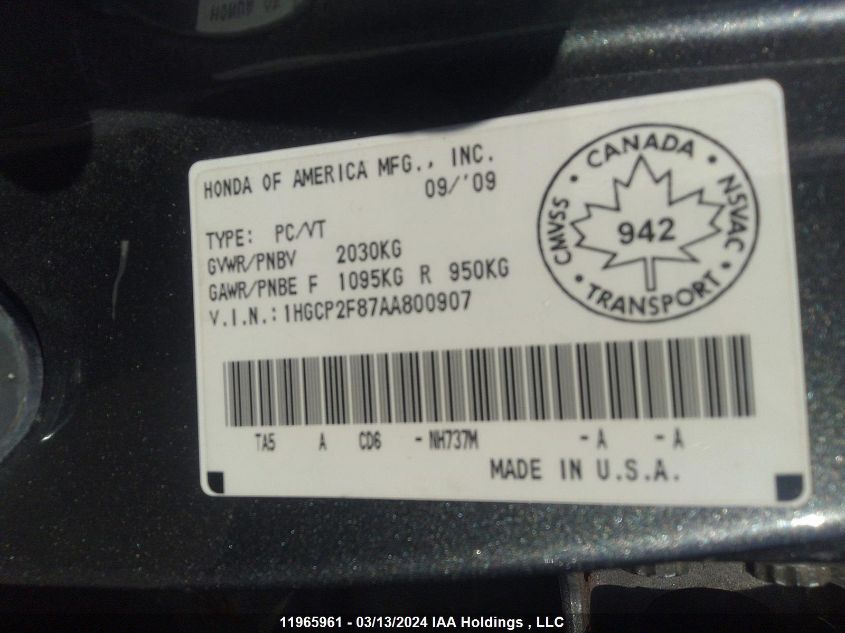 HONDA OF AMERICA MFG., INC.
09/'09
TYPE: PC/VT
GVWR/PNBV 2030KG
GAWR/PNBE F 1095KG R 950KG
V.I.N.:1HGCP2F87AA800907
CANADA
CMVSS 942 NSVAC
TRANSPORT
TA5 A CD6 -NH737M -A -A
MADE IN U.S.A.
11965961 - 03/13/2024 IAA Holdings , LLC